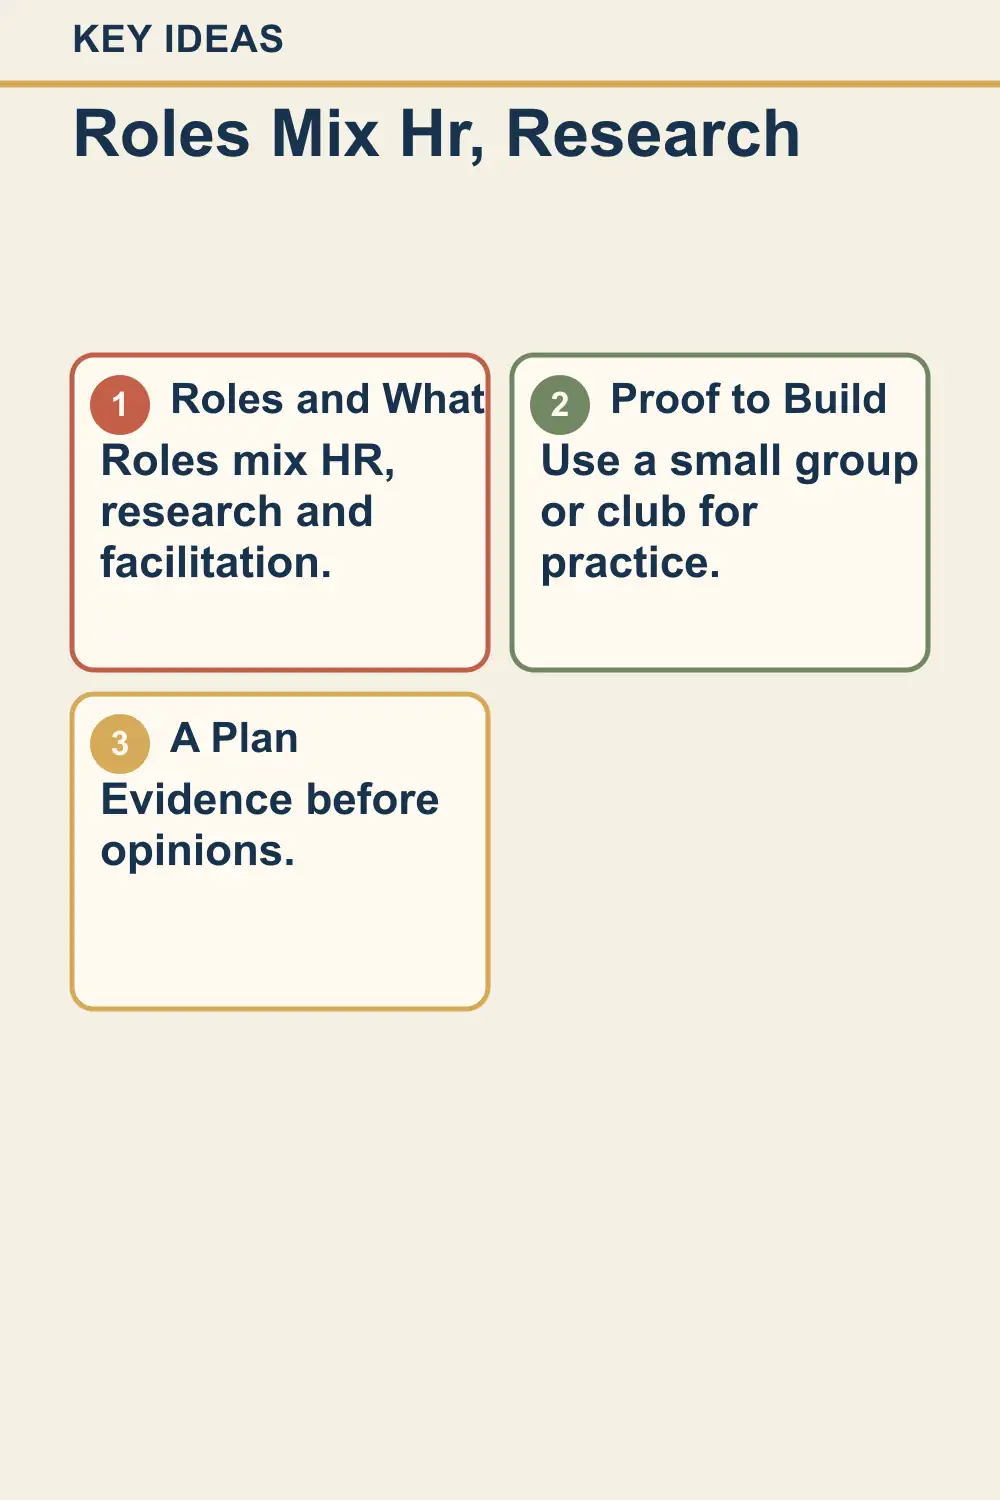 KEY IDEAS
Roles Mix Hr, Research
1 Roles and What
Roles mix HR,
research and
facilitation.
2 Proof to Build
Use a small group
or club for
practice.
3 A Plan
Evidence before
opinions.